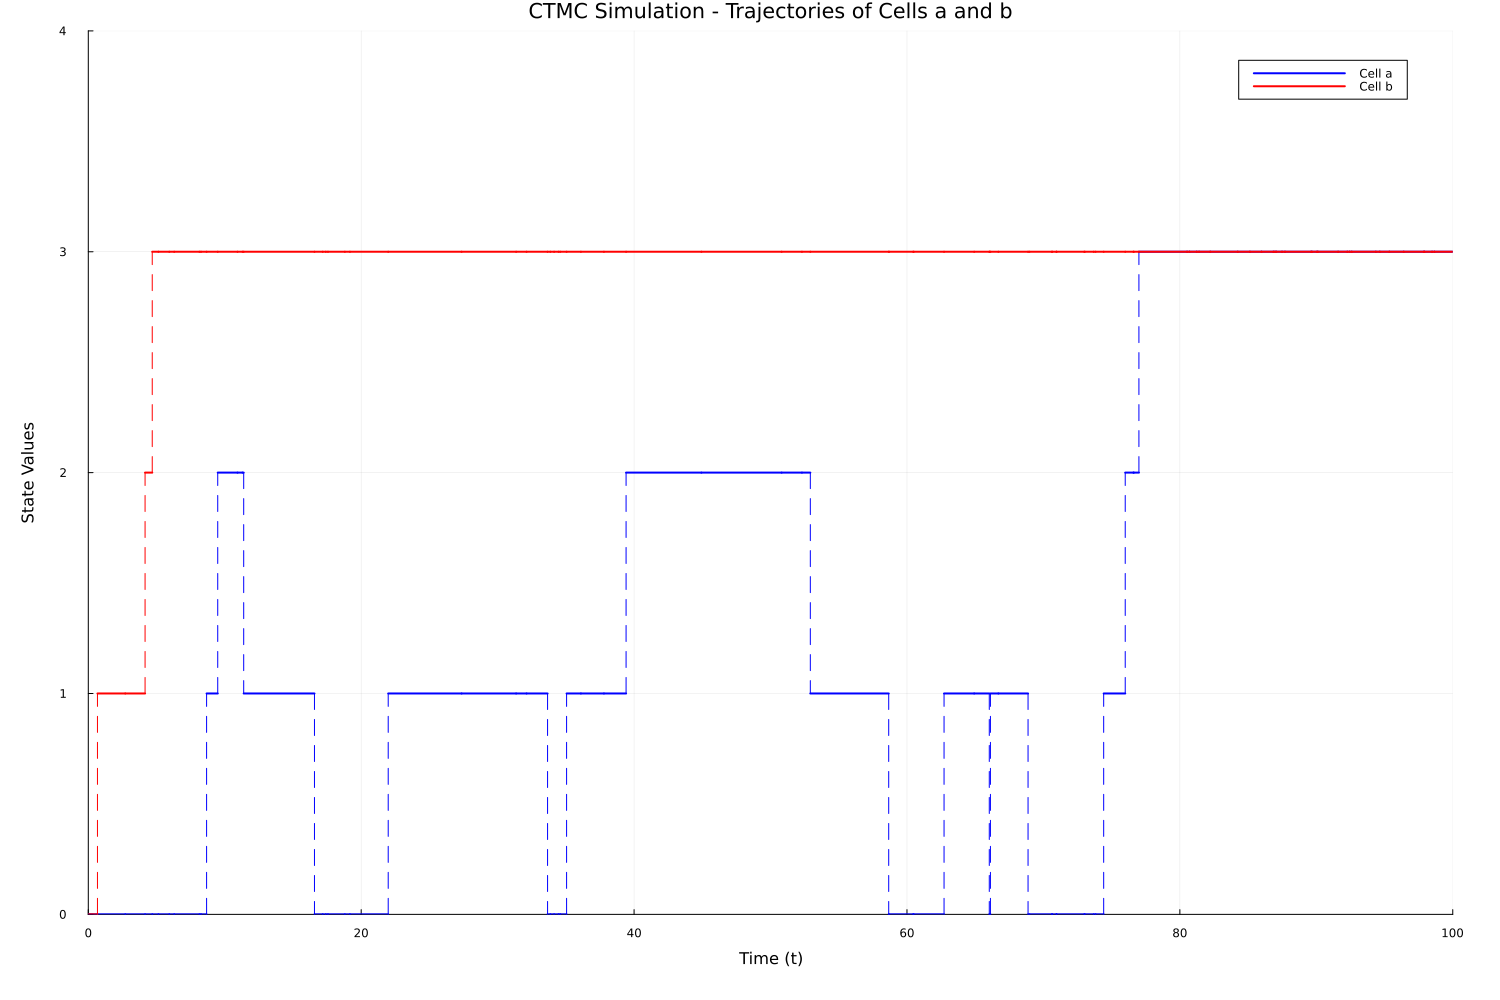 CTMC Simulation - Trajectories of Cells a and b
4
Cell a
Cell b
3
State Values
2
1
0
0 20 40 60 80 100
Time (t)